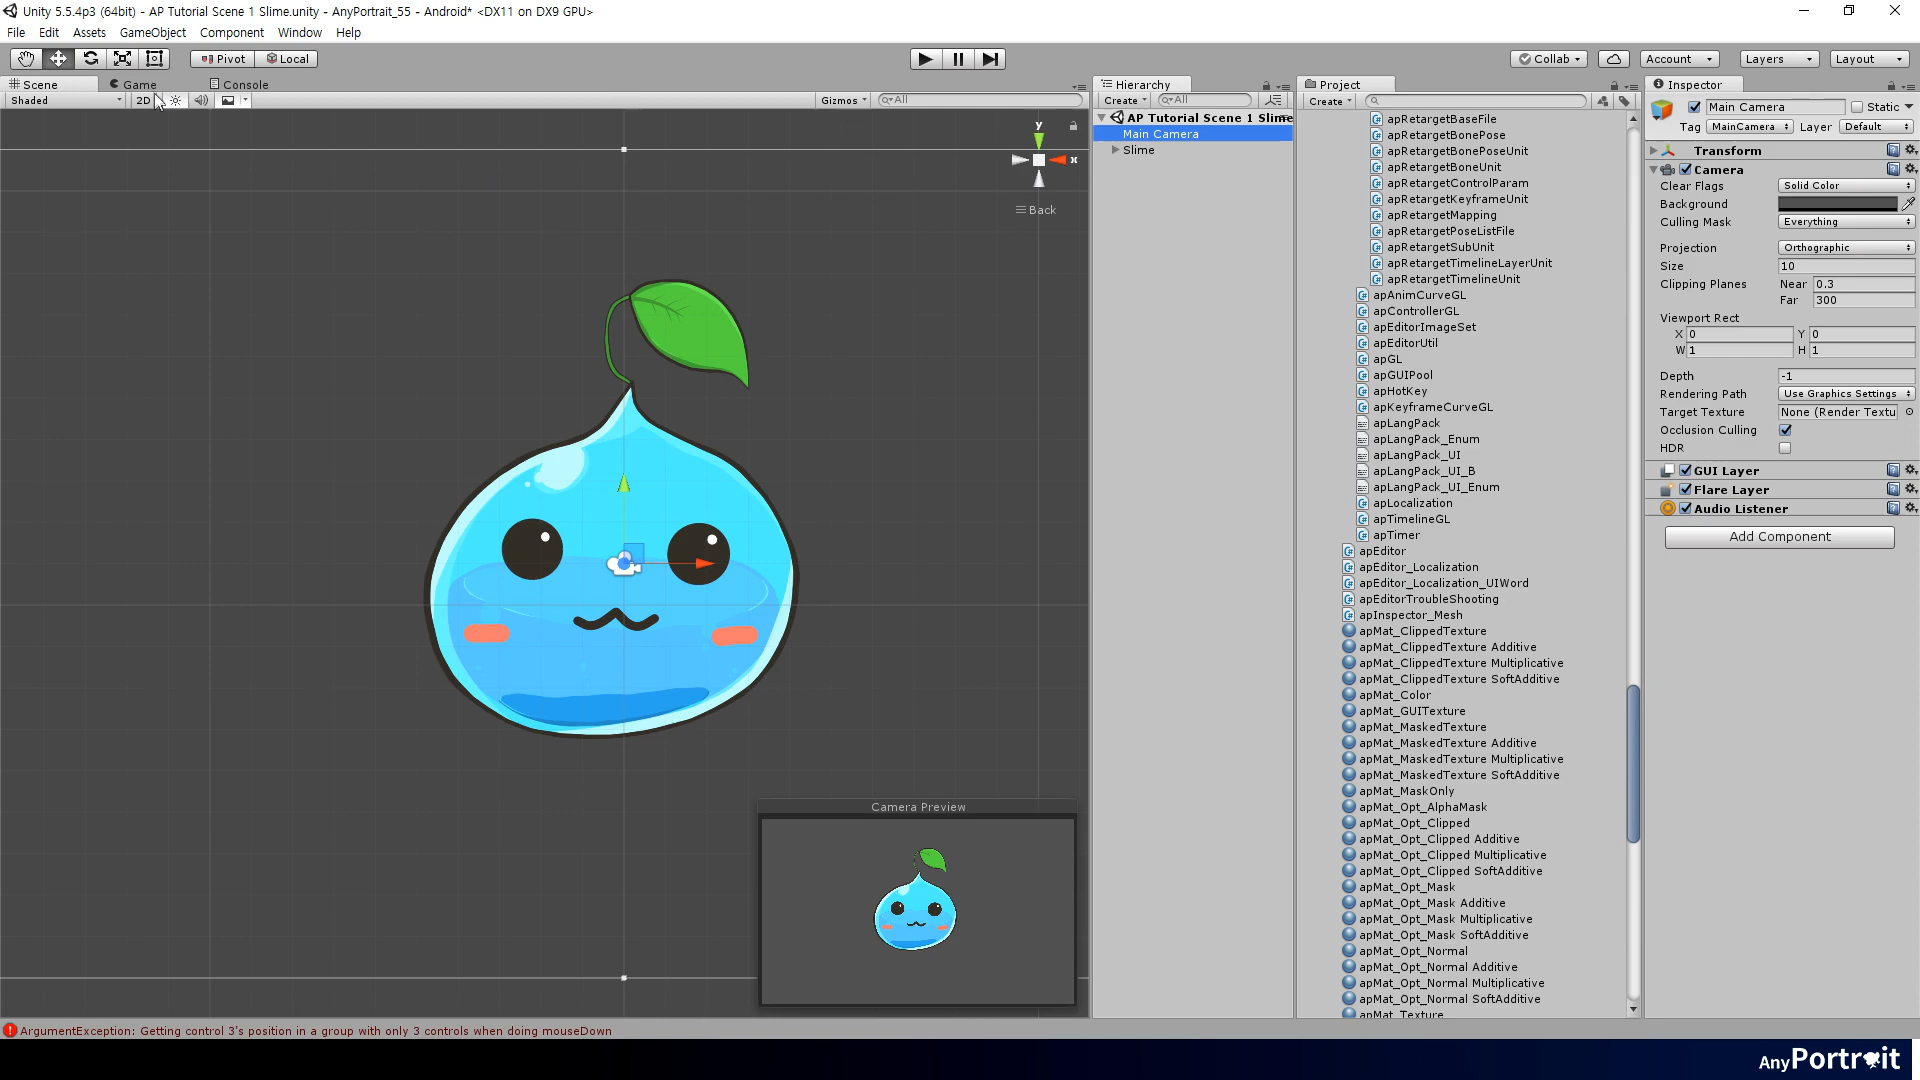 Unity 5.5.4p3 (64bit) - AP Tutorial Scene 1 Slime.unity - AnyPortrait_55 - Android* <DX11 on DX9 GPU>
File Edit Assets GameObject Component Window Help
Pivot Local Collab Account Layers Layout
Scene Game Console
Shaded 2D Gizmos All
y
x
Back
Camera Preview
Hierarchy
Create All
AP Tutorial Scene 1 Slime
Main Camera
Slime
Project
Create
apRetargetBaseFile
apRetargetBonePose
apRetargetBonePoseUnit
apRetargetBoneUnit
apRetargetControlParam
apRetargetKeyframeUnit
apRetargetMapping
apRetargetPoseListFile
apRetargetSubUnit
apRetargetTimelineLayerUnit
apRetargetTimelineUnit
apAnimCurveGL
apControllerGL
apEditorImageSet
apEditorUtil
apGL
apGUIPool
apHotKey
apKeyframeCurveGL
apLangPack
apLangPack_Enum
apLangPack_UI
apLangPack_UI_B
apLangPack_UI_Enum
apLocalization
apTimelineGL
apTimer
apEditor
apEditor_Localization
apEditor_Localization_UIWord
apEditorTroubleShooting
apInspector_Mesh
apMat_ClippedTexture
apMat_ClippedTexture Additive
apMat_ClippedTexture Multiplicative
apMat_ClippedTexture SoftAdditive
apMat_Color
apMat_GUITexture
apMat_MaskedTexture
apMat_MaskedTexture Additive
apMat_MaskedTexture Multiplicative
apMat_MaskedTexture SoftAdditive
apMat_MaskOnly
apMat_Opt_AlphaMask
apMat_Opt_Clipped
apMat_Opt_Clipped Additive
apMat_Opt_Clipped Multiplicative
apMat_Opt_Clipped SoftAdditive
apMat_Opt_Mask
apMat_Opt_Mask Additive
apMat_Opt_Mask Multiplicative
apMat_Opt_Mask SoftAdditive
apMat_Opt_Normal
apMat_Opt_Normal Additive
apMat_Opt_Normal Multiplicative
apMat_Opt_Normal SoftAdditive
apMat_Texture
Inspector
Main Camera Static
Tag MainCamera Layer Default
Transform
Camera
Clear Flags Solid Color
Background
Culling Mask Everything
Projection Orthographic
Size 10
Clipping Planes Near 0.3
Far 300
Viewport Rect
X 0 Y 0
W 1 H 1
Depth -1
Rendering Path Use Graphics Settings
Target Texture None (Render Textu
Occlusion Culling
HDR
GUI Layer
Flare Layer
Audio Listener
Add Component
ArgumentException: Getting control 3's position in a group with only 3 controls when doing mouseDown
AnyPortrait